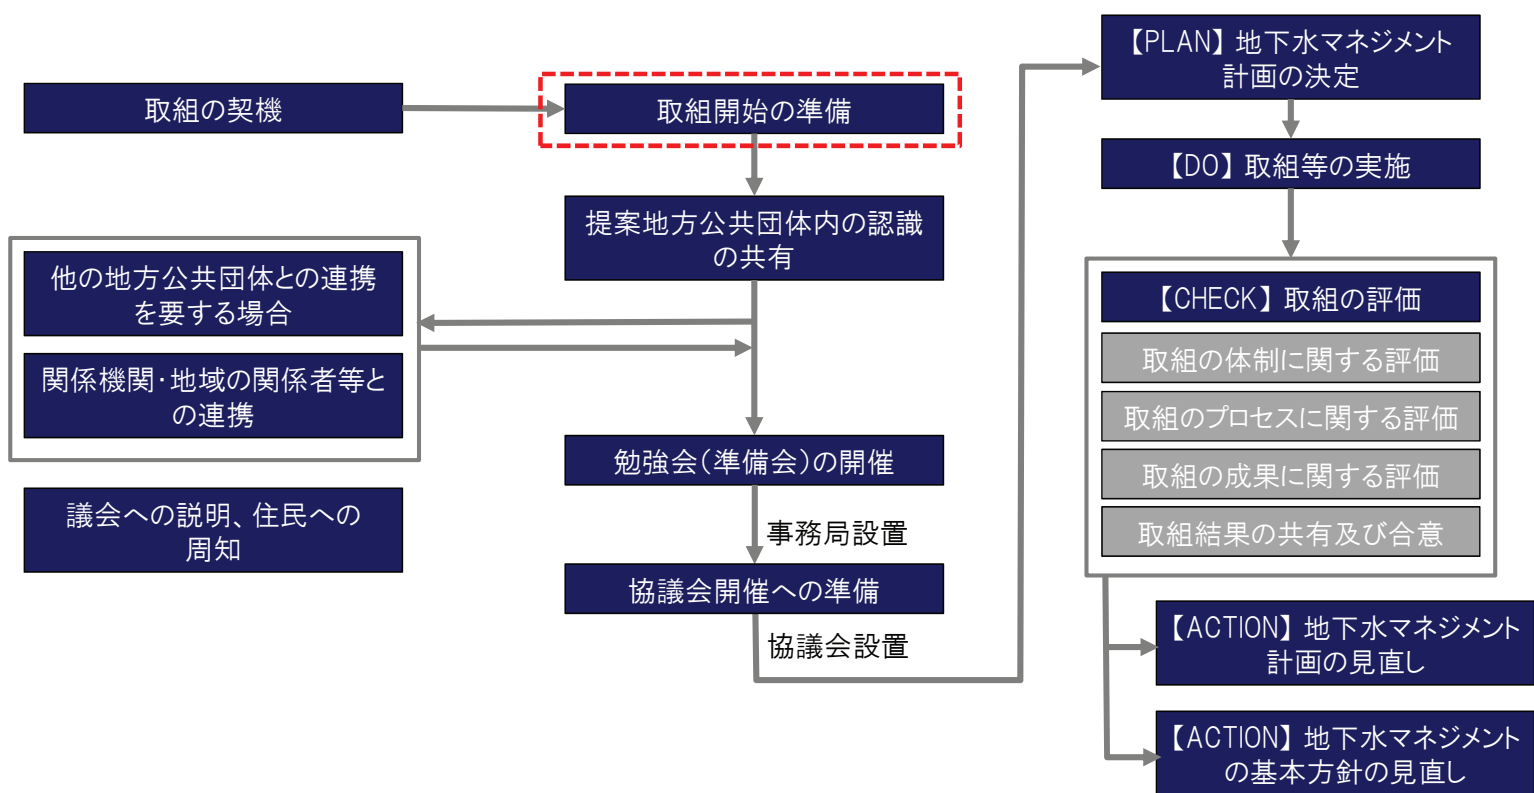 取組の契機
取組開始の準備
提案地方公共団体内の認識
の共有
他の地方公共団体との連携
を要する場合
関係機関・地域の関係者等と
の連携
議会への説明、住民への
周知
勉強会(準備会)の開催
事務局設置
協議会開催への準備
協議会設置
【PLAN】地下水マネジメント
計画の決定
【DO】取組等の実施
【CHECK】取組の評価
取組の体制に関する評価
取組のプロセスに関する評価
取組の成果に関する評価
取組結果の共有及び合意
【ACTION】地下水マネジメント
計画の見直し
【ACTION】地下水マネジメント
の基本方針の見直し